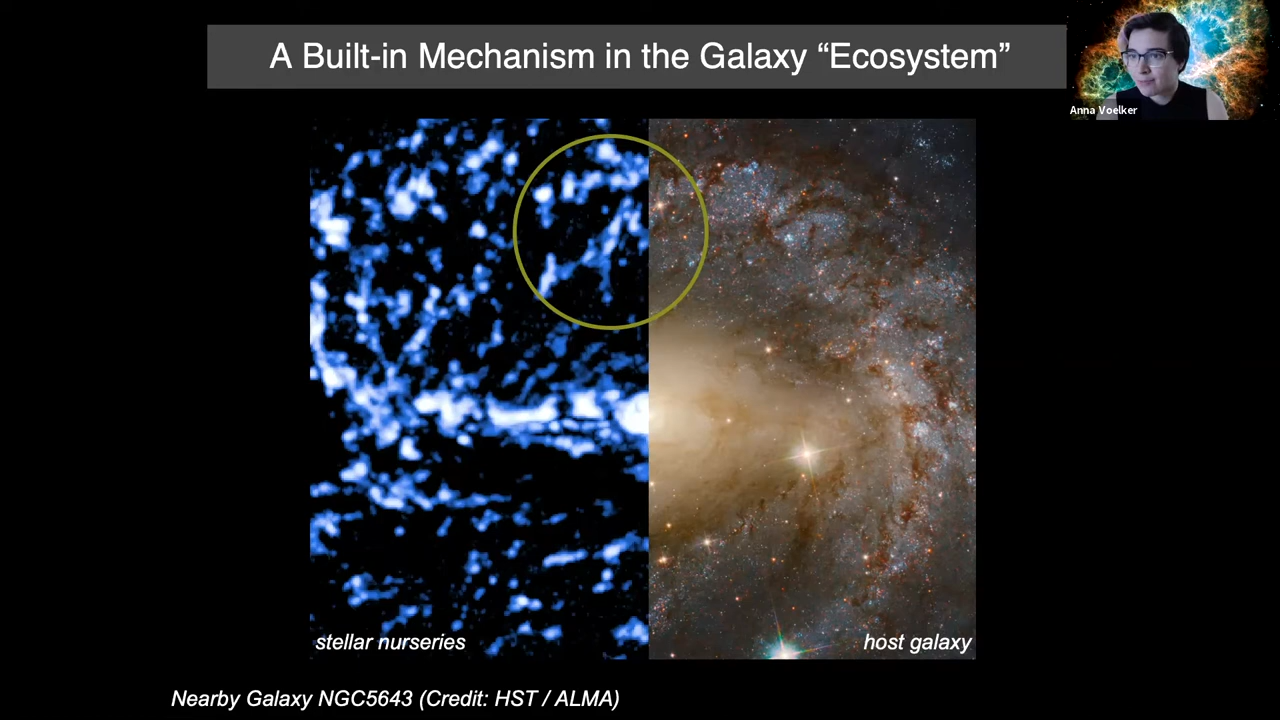 A Built-in Mechanism in the Galaxy “Ecosystem”
Anna Voelker
stellar nurseries
host galaxy
Nearby Galaxy NGC5643 (Credit: HST / ALMA)